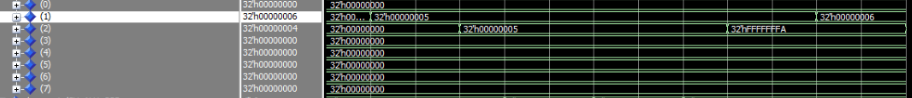 (0) 32'h00000000 32'h00000000
(1) 32'h00000006 32'h00... 32'h00000005 32'h00000006
(2) 32'h00000004 32'h00000000 32'h00000005 32'hFFFFFFFA
(3) 32'h00000000 32'h00000000
(4) 32'h00000000 32'h00000000
(5) 32'h00000000 32'h00000000
(6) 32'h00000000 32'h00000000
(7) 32'h00000000 32'h00000000